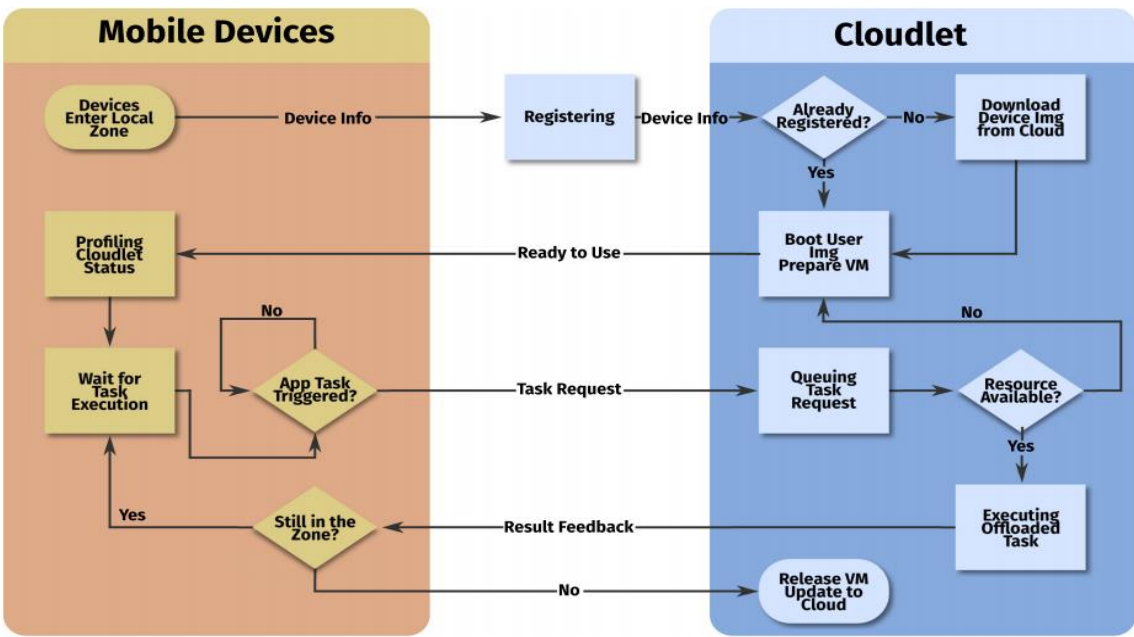 Mobile Devices
Cloudlet
Devices
Enter Local
Zone
Device Info
Registering
Device Info
Already
Registered?
No
Download
Device Img
from Cloud
Yes
Profiling
Cloudlet
Status
Ready to Use
Boot User
Img
Prepare VM
No
No
Wait for
Task
Execution
App Task
Triggered?
Task Request
Queuing
Task
Request
Resource
Available?
Yes
Yes
Still in the
Zone?
Result Feedback
Executing
Offloaded
Task
No
Release VM
Update to
Cloud